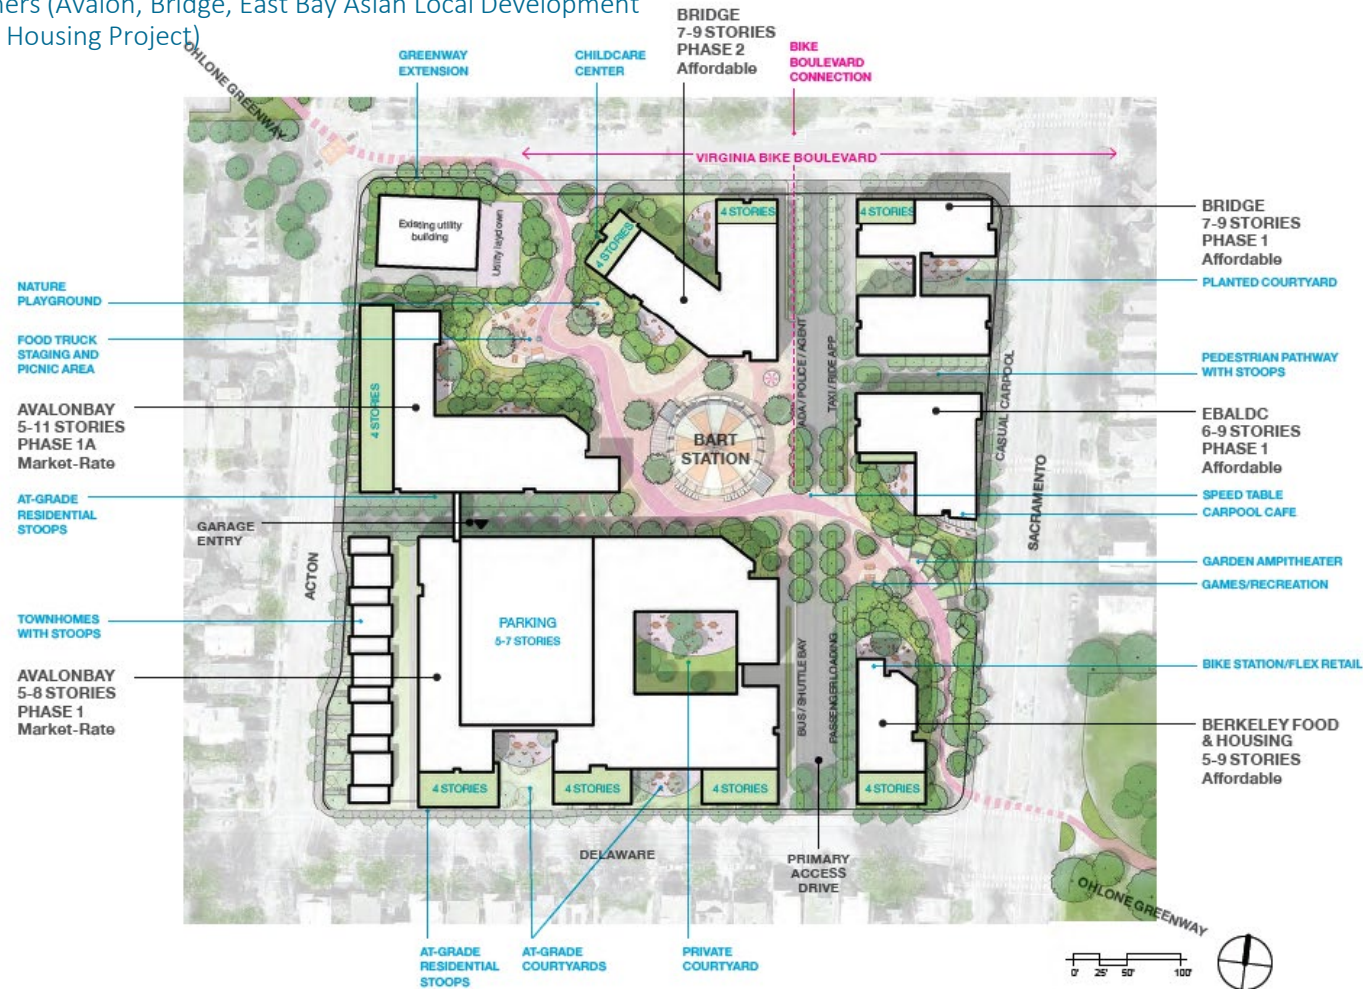 ners (Avalon, Bridge, East Bay Asian Local Development
Housing Project)
OHLONE GREENWAY
GREENWAY
EXTENSION
CHILDCARE
CENTER
BRIDGE
7-9 STORIES
PHASE 2
Affordable
BIKE
BOULEVARD
CONNECTION
VIRGINIA BIKE BOULEVARD
Existing utility
building
Utility laydown
4 STORIES
4 STORIES
4 STORIES
BRIDGE
7-9 STORIES
PHASE 1
Affordable
PLANTED COURTYARD
NATURE
PLAYGROUND
FOOD TRUCK
STAGING AND
PICNIC AREA
AVALONBAY
5-11 STORIES
PHASE 1A
Market-Rate
4 STORIES
ADA / POLICE / AGENT
TAXI / RIDE APP
CASUAL CARPOOL
PEDESTRIAN PATHWAY
WITH STOOPS
BART
STATION
EBALDC
6-9 STORIES
PHASE 1
Affordable
SACRAMENTO
SPEED TABLE
CARPOOL CAFE
AT-GRADE
RESIDENTIAL
STOOPS
GARAGE
ENTRY
ACTON
GARDEN AMPITHEATER
GAMES/RECREATION
TOWNHOMES
WITH STOOPS
PARKING
5-7 STORIES
BUS / SHUTTLE BAY
PASSENGER LOADING
BIKE STATION/FLEX RETAIL
AVALONBAY
5-8 STORIES
PHASE 1
Market-Rate
BERKELEY FOOD
& HOUSING
5-9 STORIES
Affordable
4 STORIES
4 STORIES
4 STORIES
4 STORIES
DELAWARE
PRIMARY
ACCESS
DRIVE
OHLONE GREENWAY
AT-GRADE
RESIDENTIAL
STOOPS
AT-GRADE
COURTYARDS
PRIVATE
COURTYARD
0' 25' 50' 100'